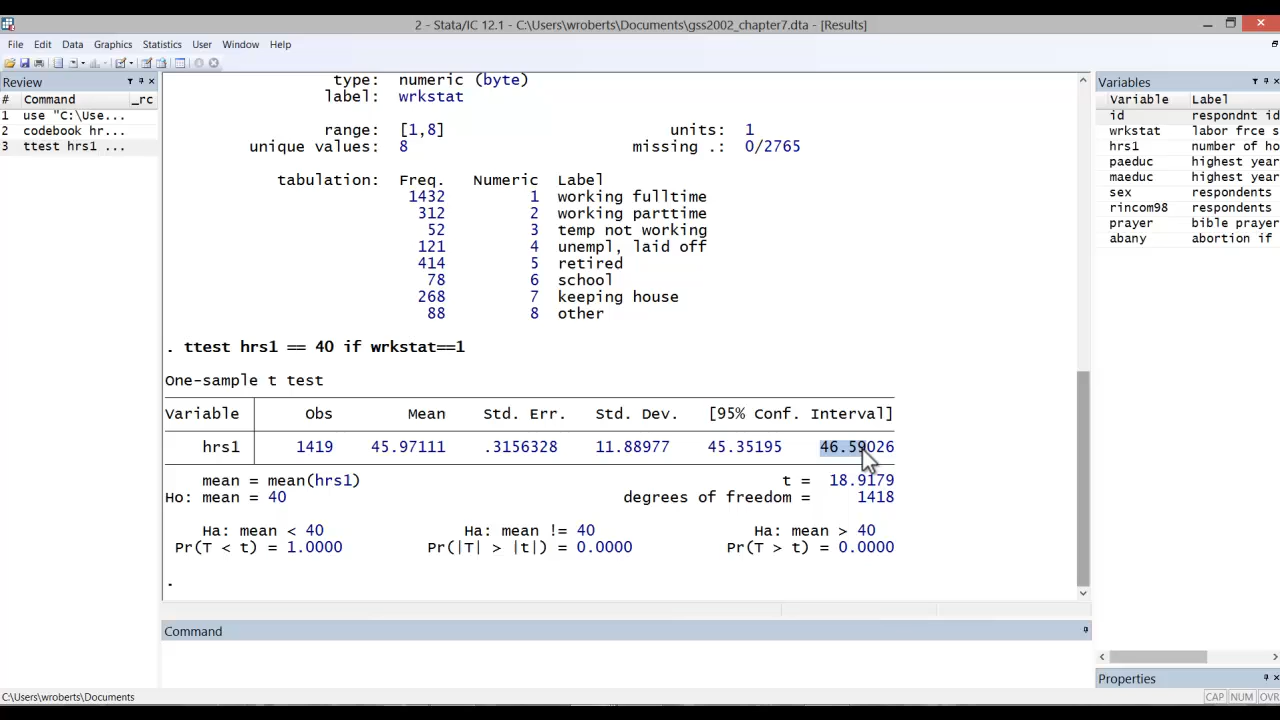 2 - Stata/IC 12.1 - C:\Users\wroberts\Documents\gss2002_chapter7.dta - [Results]
File Edit Data Graphics Statistics User Window Help
Review
# Command _rc
1 use "C:\Use...
2 codebook hr...
3 ttest hrs1 ...
type: numeric (byte)
label: wrkstat
range: [1,8] units: 1
unique values: 8 missing .: 0/2765
tabulation: Freq. Numeric Label
1432 1 working fulltime
312 2 working parttime
52 3 temp not working
121 4 unempl, laid off
414 5 retired
78 6 school
268 7 keeping house
88 8 other
. ttest hrs1 == 40 if wrkstat==1
One-sample t test
Variable Obs Mean Std. Err. Std. Dev. [95% Conf. Interval]
hrs1 1419 45.97111 .3156328 11.88977 45.35195 46.59026
mean = mean(hrs1) t = 18.9179
Ho: mean = 40 degrees of freedom = 1418
Ha: mean < 40 Ha: mean != 40 Ha: mean > 40
Pr(T < t) = 1.0000 Pr(|T| > |t|) = 0.0000 Pr(T > t) = 0.0000
.
Command
Variables
Variable Label
id respondnt id
wrkstat labor frce s
hrs1 number of ho
paeduc highest year
maeduc highest year
sex respondents
rincom98 respondents
prayer bible prayer
abany abortion if
Properties
C:\Users\wroberts\Documents
CAP NUM OVR